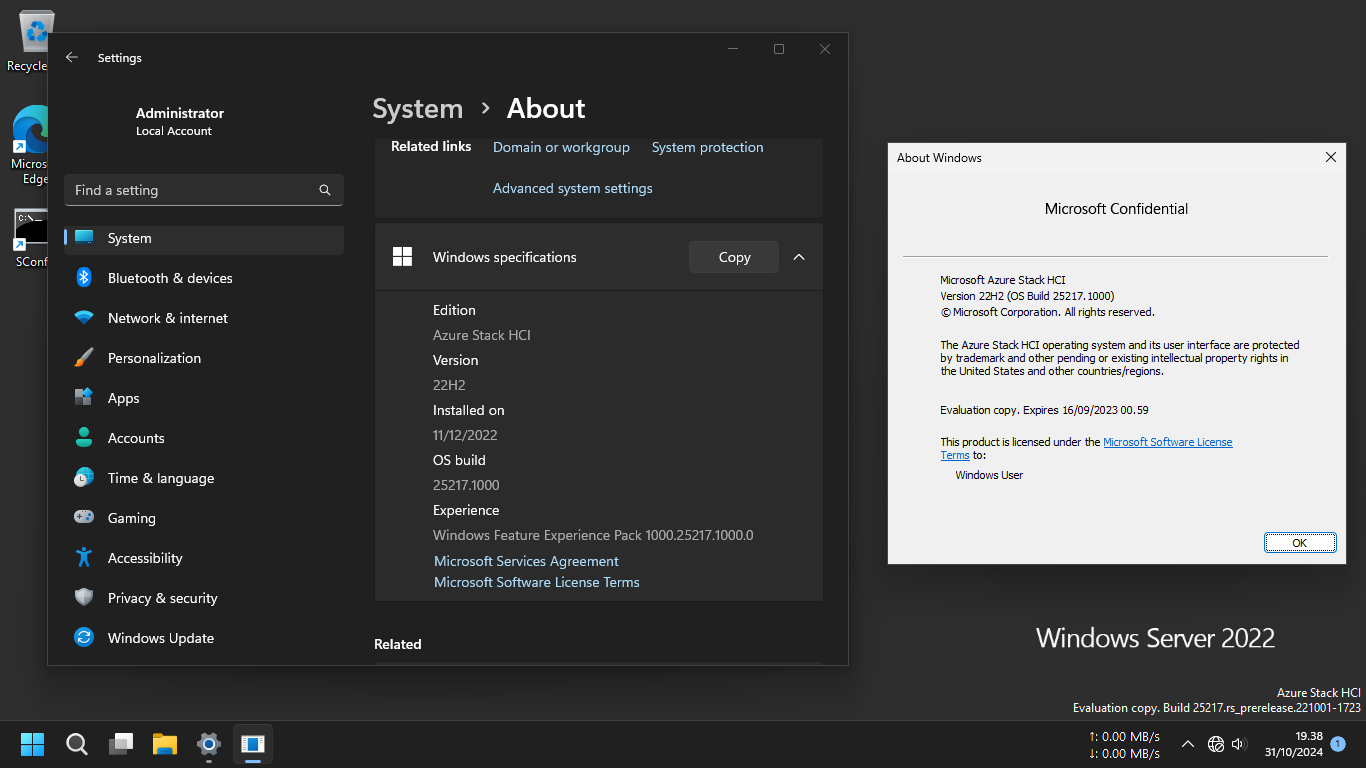 Recycle
Microso
Edge
C:\_
SConf
Settings
Administrator
Local Account
Find a setting
System
Bluetooth & devices
Network & internet
Personalization
Apps
Accounts
Time & language
Gaming
Accessibility
Privacy & security
Windows Update
System > About
Related links Domain or workgroup System protection
Advanced system settings
Windows specifications Copy
Edition
Azure Stack HCI
Version
22H2
Installed on
11/12/2022
OS build
25217.1000
Experience
Windows Feature Experience Pack 1000.25217.1000.0
Microsoft Services Agreement
Microsoft Software License Terms
Related
About Windows
Microsoft Confidential
Microsoft Azure Stack HCI
Version 22H2 (OS Build 25217.1000)
© Microsoft Corporation. All rights reserved.
The Azure Stack HCI operating system and its user interface are protected
by trademark and other pending or existing intellectual property rights in
the United States and other countries/regions.
Evaluation copy. Expires 16/09/2023 00.59
This product is licensed under the Microsoft Software License
Terms to:
Windows User
OK
Windows Server 2022
Azure Stack HCI
Evaluation copy. Build 25217.rs_prerelease.221001-1723
↑: 0.00 MB/s
↓: 0.00 MB/s
19.38
31/10/2024
1